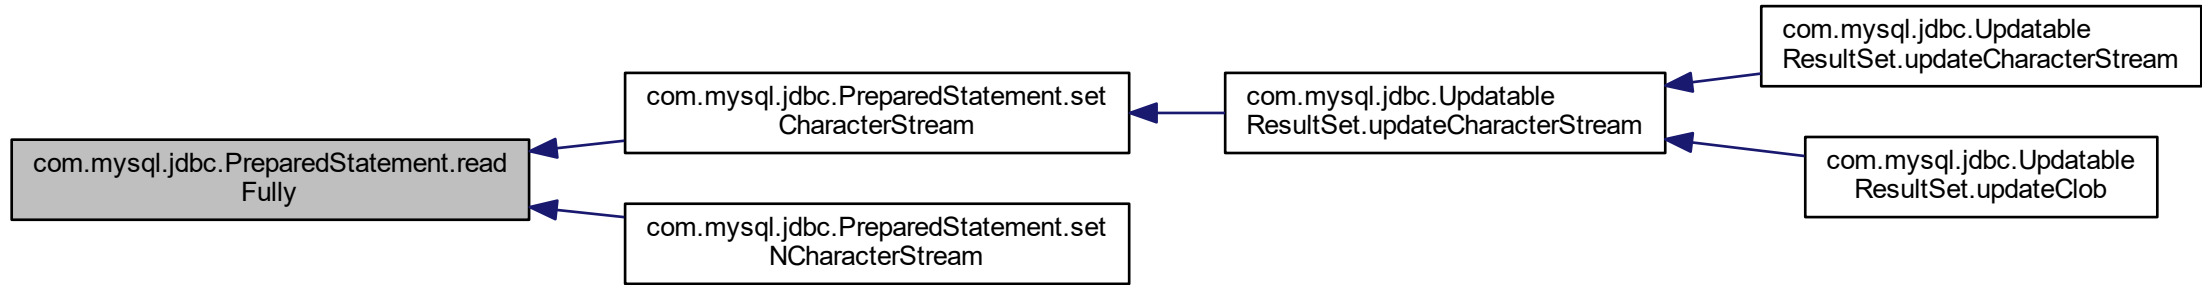 com.mysql.jdbc.PreparedStatement.read
Fully
com.mysql.jdbc.PreparedStatement.set
CharacterStream
com.mysql.jdbc.PreparedStatement.set
NCharacterStream
com.mysql.jdbc.Updatable
ResultSet.updateCharacterStream
com.mysql.jdbc.Updatable
ResultSet.updateCharacterStream
com.mysql.jdbc.Updatable
ResultSet.updateClob